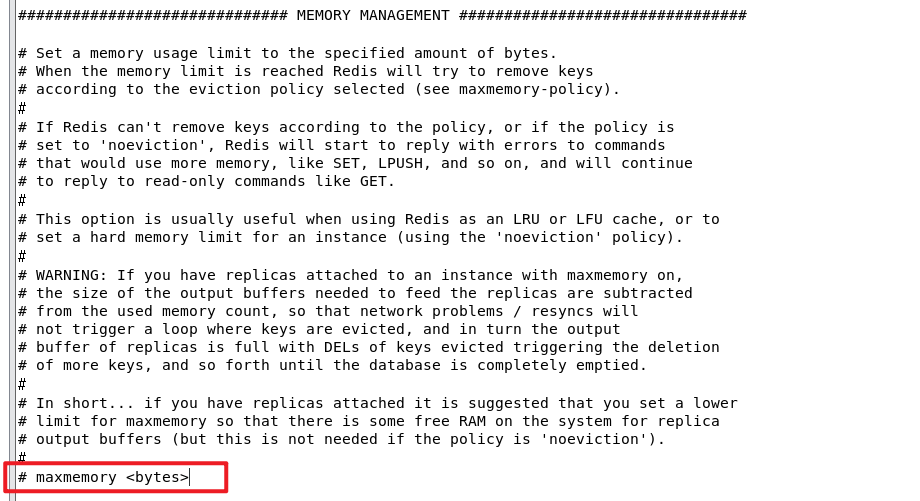 ############################## MEMORY MANAGEMENT ################################
# Set a memory usage limit to the specified amount of bytes.
# When the memory limit is reached Redis will try to remove keys
# according to the eviction policy selected (see maxmemory-policy).
#
# If Redis can't remove keys according to the policy, or if the policy is
# set to 'noeviction', Redis will start to reply with errors to commands
# that would use more memory, like SET, LPUSH, and so on, and will continue
# to reply to read-only commands like GET.
#
# This option is usually useful when using Redis as an LRU or LFU cache, or to
# set a hard memory limit for an instance (using the 'noeviction' policy).
#
# WARNING: If you have replicas attached to an instance with maxmemory on,
# the size of the output buffers needed to feed the replicas are subtracted
# from the used memory count, so that network problems / resyncs will
# not trigger a loop where keys are evicted, and in turn the output
# buffer of replicas is full with DELs of keys evicted triggering the deletion
# of more keys, and so forth until the database is completely emptied.
#
# In short... if you have replicas attached it is suggested that you set a lower
# limit for maxmemory so that there is some free RAM on the system for replica
# output buffers (but this is not needed if the policy is 'noeviction').
#
# maxmemory <bytes>